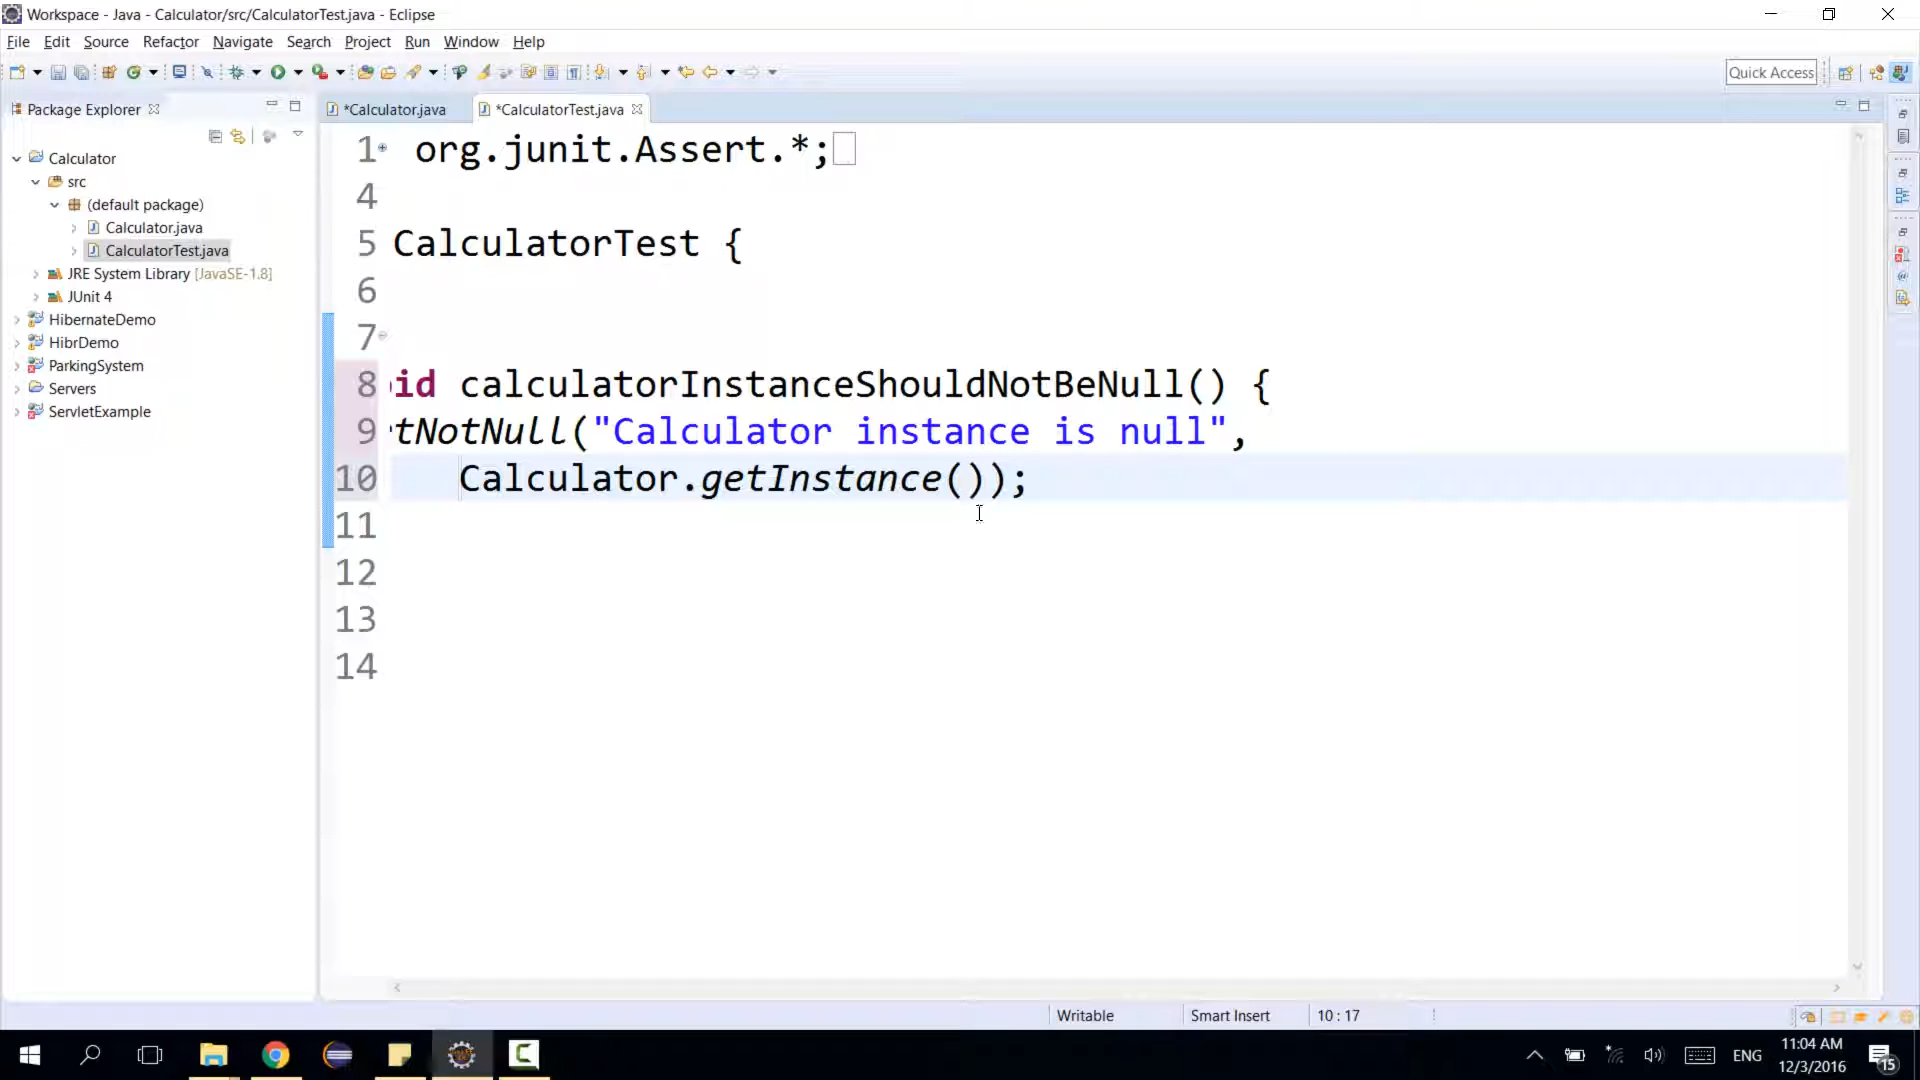 Workspace - Java - Calculator/src/CalculatorTest.java - Eclipse
File Edit Source Refactor Navigate Search Project Run Window Help
Quick Access
Package Explorer
*Calculator.java
*CalculatorTest.java
Calculator
src
(default package)
Calculator.java
CalculatorTest.java
JRE System Library [JavaSE-1.8]
JUnit 4
HibernateDemo
HibrDemo
ParkingSystem
Servers
ServletExample
1 org.junit.Assert.*;
4
5 CalculatorTest {
6
7
8 id calculatorInstanceShouldNotBeNull() {
9 tNotNull("Calculator instance is null",
10 Calculator.getInstance());
11
12
13
14
Writable Smart Insert 10 : 17
ENG
11:04 AM
12/3/2016
15